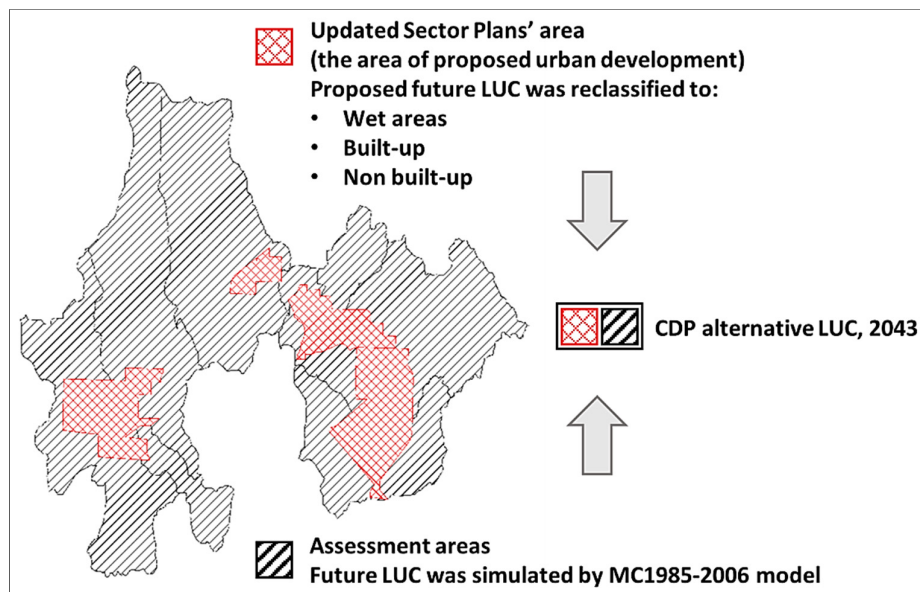 Updated Sector Plans' area
(the area of proposed urban development)
Proposed future LUC was reclassified to:
• Wet areas
• Built-up
• Non built-up
CDP alternative LUC, 2043
Assessment areas
Future LUC was simulated by MC1985-2006 model